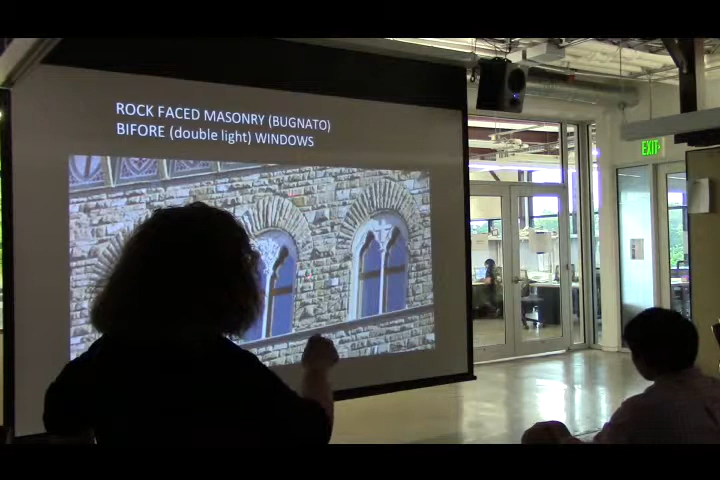 ROCK FACED MASONRY (BUGNATO)
BIFORE (double light) WINDOWS
EXIT